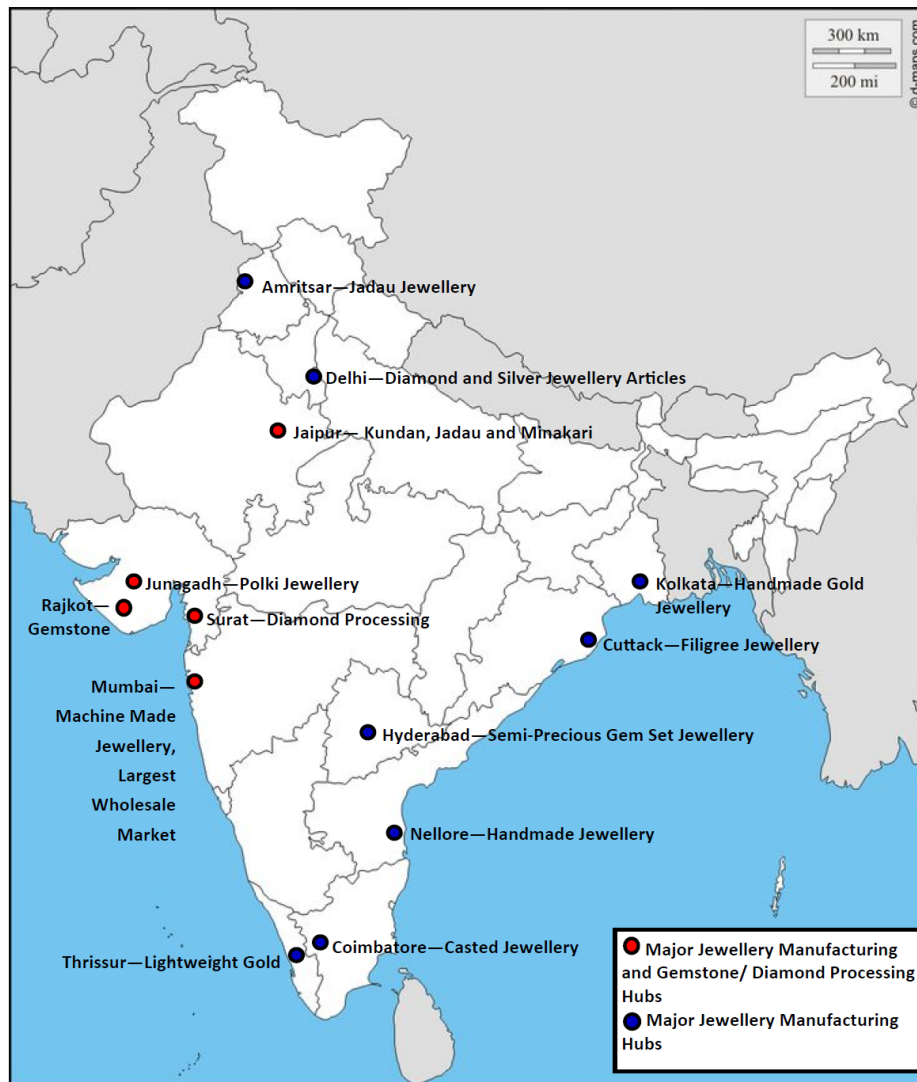 300 km
200 mi
© d-maps.com
Amritsar—Jadau Jewellery
Delhi—Diamond and Silver Jewellery Articles
Jaipur— Kundan, Jadau and Minakari
Junagadh—Polki Jewellery
Rajkot—
Gemstone
Surat—Diamond Processing
Kolkata—Handmade Gold
Jewellery
Cuttack—Filigree Jewellery
Mumbai—
Machine Made
Jewellery,
Largest
Wholesale
Market
Hyderabad—Semi-Precious Gem Set Jewellery
Nellore—Handmade Jewellery
Coimbatore—Casted Jewellery
Thrissur—Lightweight Gold
Major Jewellery Manufacturing
and Gemstone/ Diamond Processing
Hubs
Major Jewellery Manufacturing
Hubs